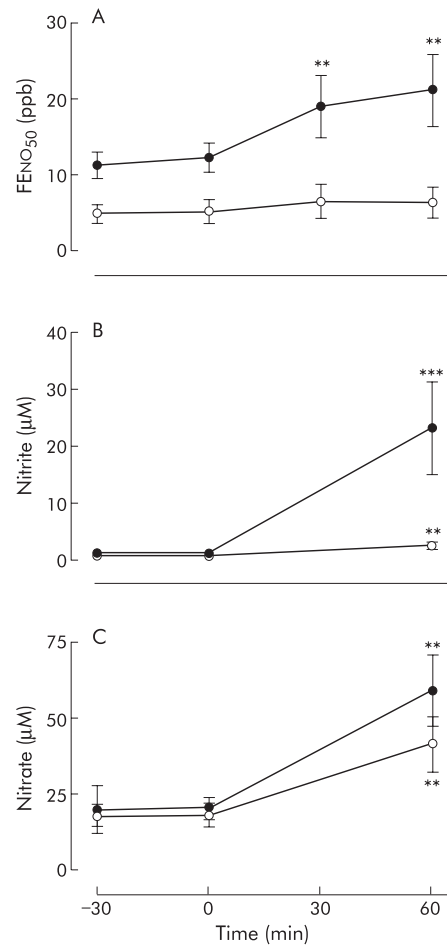 A
30
20
10
0
FENO50 (ppb)
**
**
B
40
30
20
10
0
Nitrite (μM)
***
**
C
75
50
25
0
Nitrate (μM)
**
**
−30 0 30 60
Time (min)